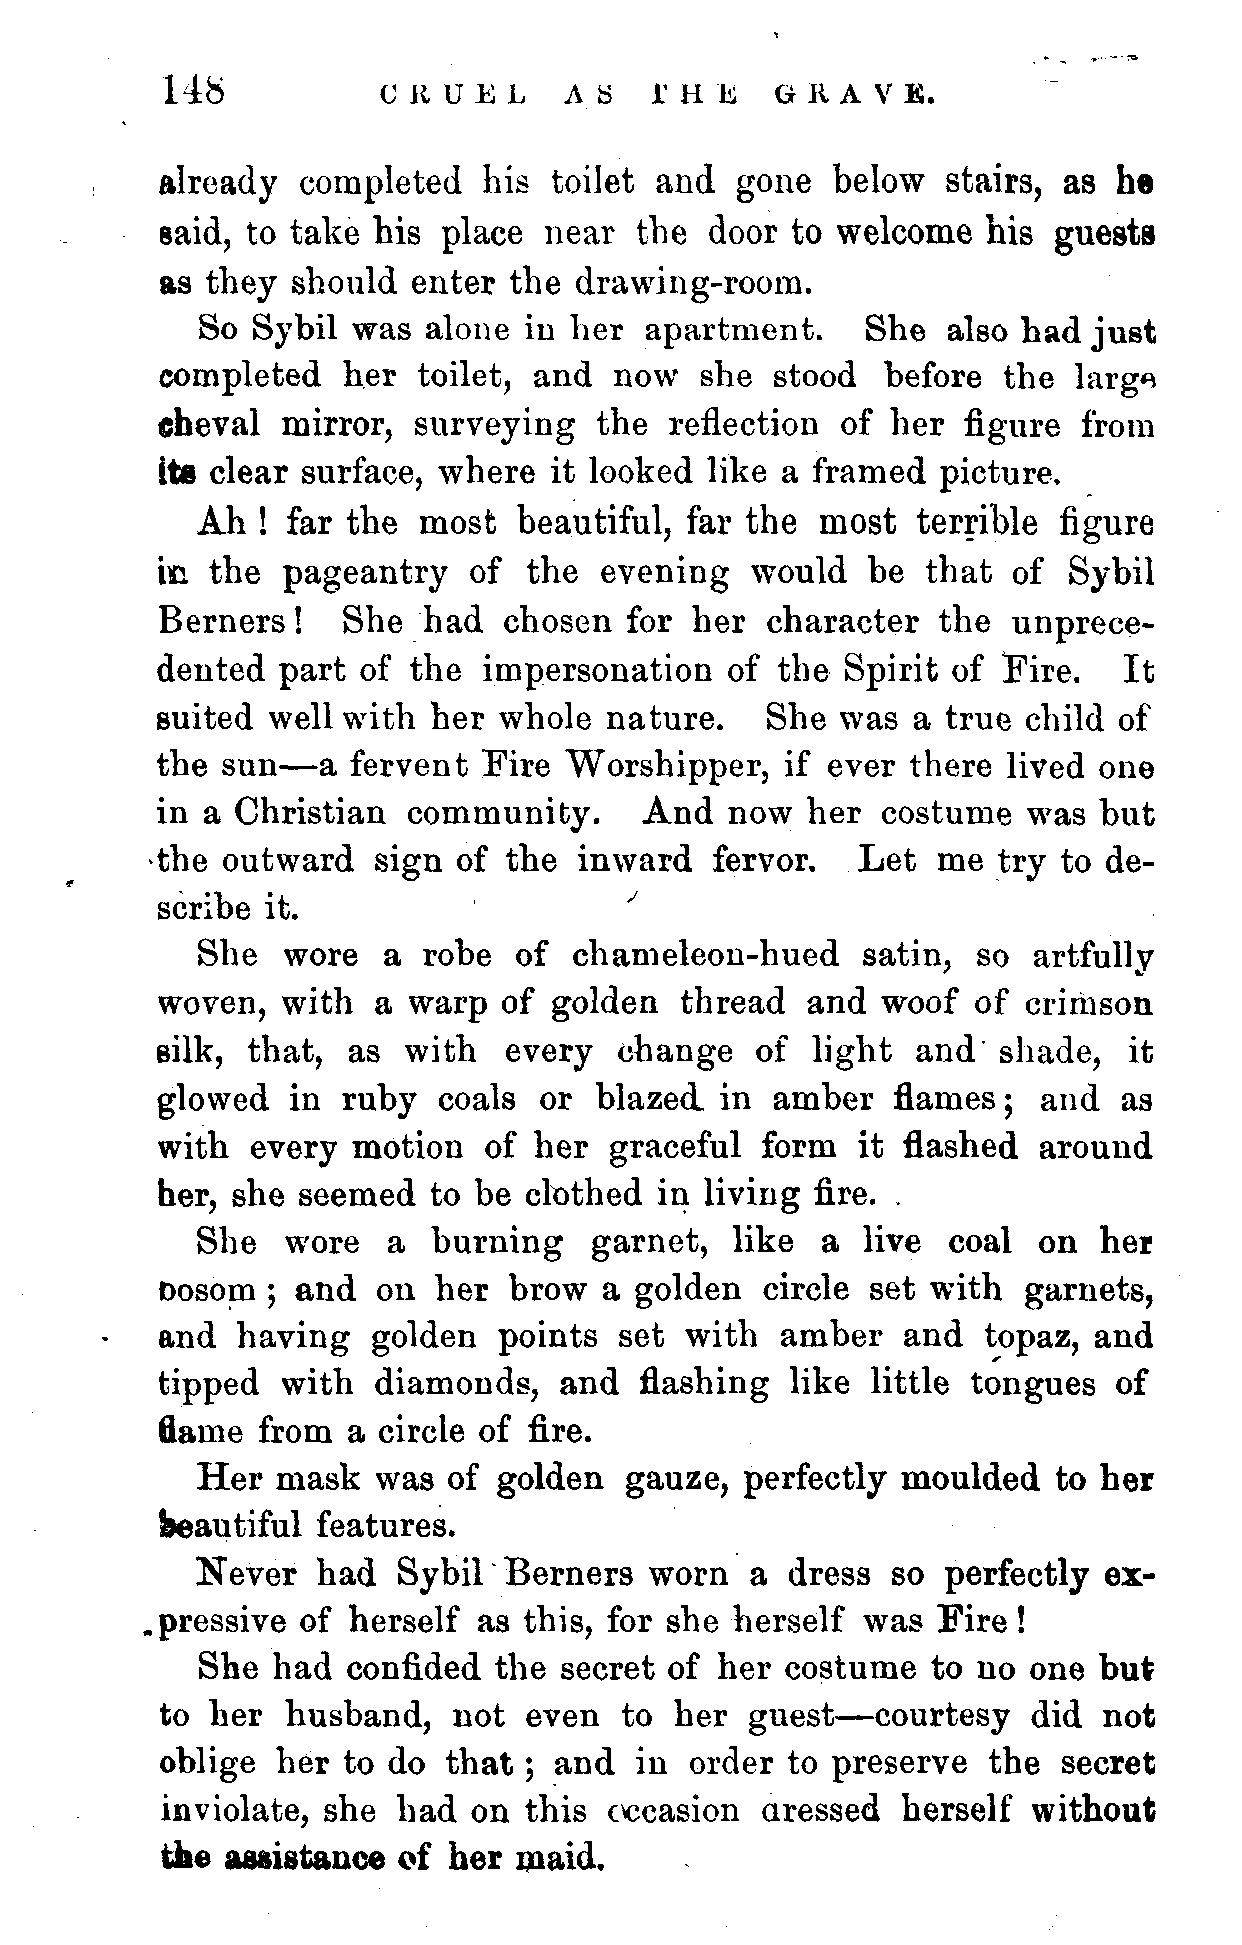 148 CRUEL AS THE GRAVE.
already completed his toilet and gone below stairs, as he
said, to take his place near the door to welcome his guests
as they should enter the drawing-room.
So Sybil was alone in her apartment. She also had just
completed her toilet, and now she stood before the large
cheval mirror, surveying the reflection of her figure from
its clear surface, where it looked like a framed picture.
Ah! far the most beautiful, far the most terrible figure
in the pageantry of the evening would be that of Sybil
Berners! She had chosen for her character the unprece-
dented part of the impersonation of the Spirit of Fire. It
suited well with her whole nature. She was a true child of
the sun—a fervent Fire Worshipper, if ever there lived one
in a Christian community. And now her costume was but
the outward sign of the inward fervor. Let me try to de-
scribe it.
She wore a robe of chameleon-hued satin, so artfully
woven, with a warp of golden thread and woof of crimson
silk, that, as with every change of light and shade, it
glowed in ruby coals or blazed in amber flames; and as
with every motion of her graceful form it flashed around
her, she seemed to be clothed in living fire.
She wore a burning garnet, like a live coal on her
bosom; and on her brow a golden circle set with garnets,
and having golden points set with amber and topaz, and
tipped with diamonds, and flashing like little tongues of
flame from a circle of fire.
Her mask was of golden gauze, perfectly moulded to her
beautiful features.
Never had Sybil Berners worn a dress so perfectly ex-
pressive of herself as this, for she herself was Fire!
She had confided the secret of her costume to no one but
to her husband, not even to her guest—courtesy did not
oblige her to do that; and in order to preserve the secret
inviolate, she had on this occasion dressed herself without
the assistance of her maid.